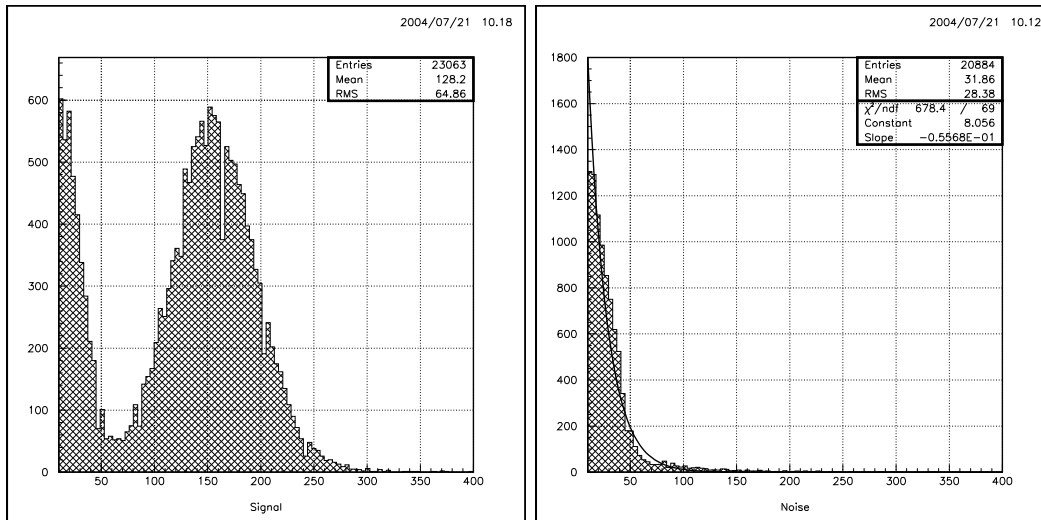 2004/07/21 10.18
Entries 23063
Mean 128.2
RMS 64.86
600
500
400
300
200
100
0
50 100 150 200 250 300 350 400
Signal
2004/07/21 10.12
Entries 20884
Mean 31.86
RMS 28.38
χ²/ndf 678.4 / 69
Constant 8.056
Slope -0.5568E-01
1800
1600
1400
1200
1000
800
600
400
200
0
50 100 150 200 250 300 350 400
Noise